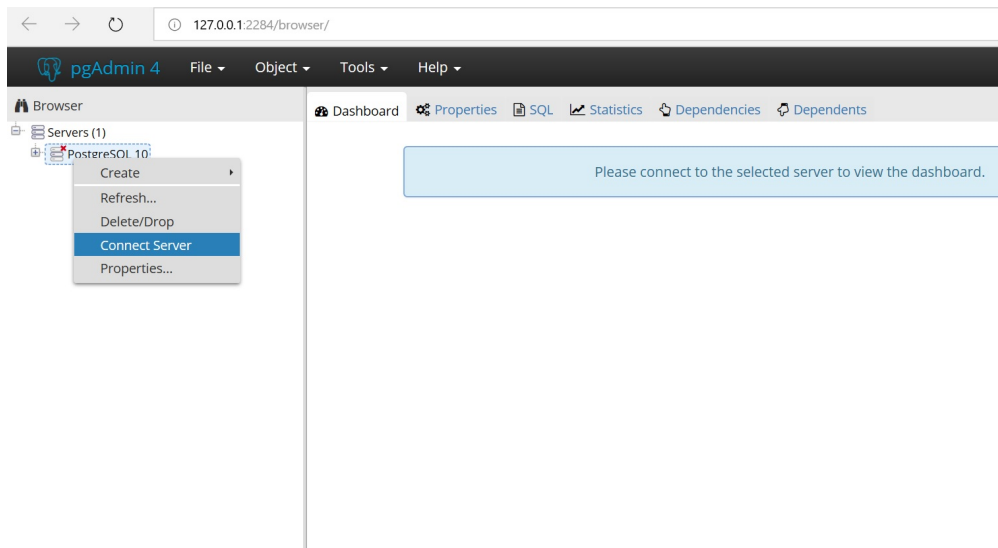 127.0.0.1:2284/browser/
pgAdmin 4 File Object Tools Help
Browser
Dashboard Properties SQL Statistics Dependencies Dependents
Servers (1)
PostgreSQL 10
Please connect to the selected server to view the dashboard.
Create
Refresh...
Delete/Drop
Connect Server
Properties...